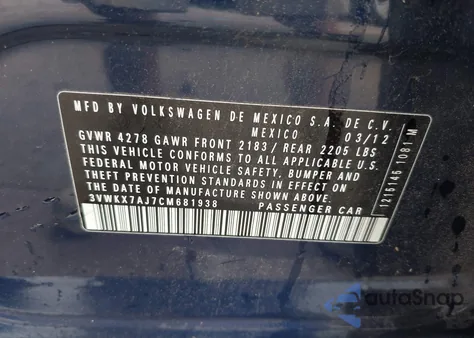 MFD BY VOLKSWAGEN DE MEXICO S.A. DE C.V.
MEXICO 03/12
GVWR 4278 GAWR FRONT 2183/ REAR 2205 LBS
THIS VEHICLE CONFORMS TO ALL APPLICABLE U.S.
FEDERAL MOTOR VEHICLE SAFETY, BUMPER AND
THEFT PREVENTION STANDARDS IN EFFECT ON
THE DATE OF MANUFACTURE SHOWN ABOVE.
3VWKX7AJ7CM681938 PASSENGER CAR
1215145 1081 M
autoSnap